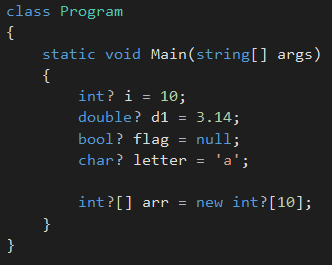 class Program
{
    static void Main(string[] args)
    {
        int? i = 10;
        double? d1 = 3.14;
        bool? flag = null;
        char? letter = 'a';

        int?[] arr = new int?[10];
    }
}